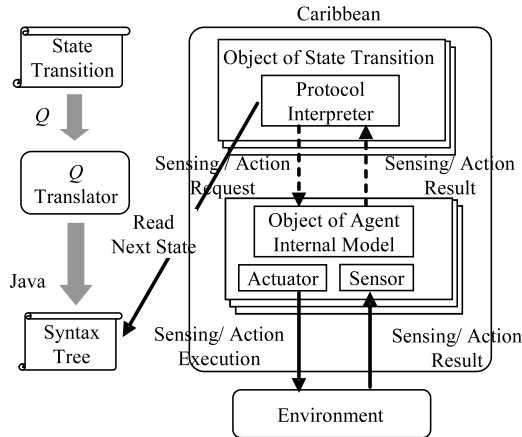 Caribbean
State
Transition
Q
Q
Translator
Java
Syntax
Tree
Object of State Transition
Protocol
Interpreter
Sensing / Action
Request
Sensing/ Action
Result
Read
Next State
Object of Agent
Internal Model
Actuator
Sensor
Sensing/ Action
Execution
Sensing/ Action
Result
Environment